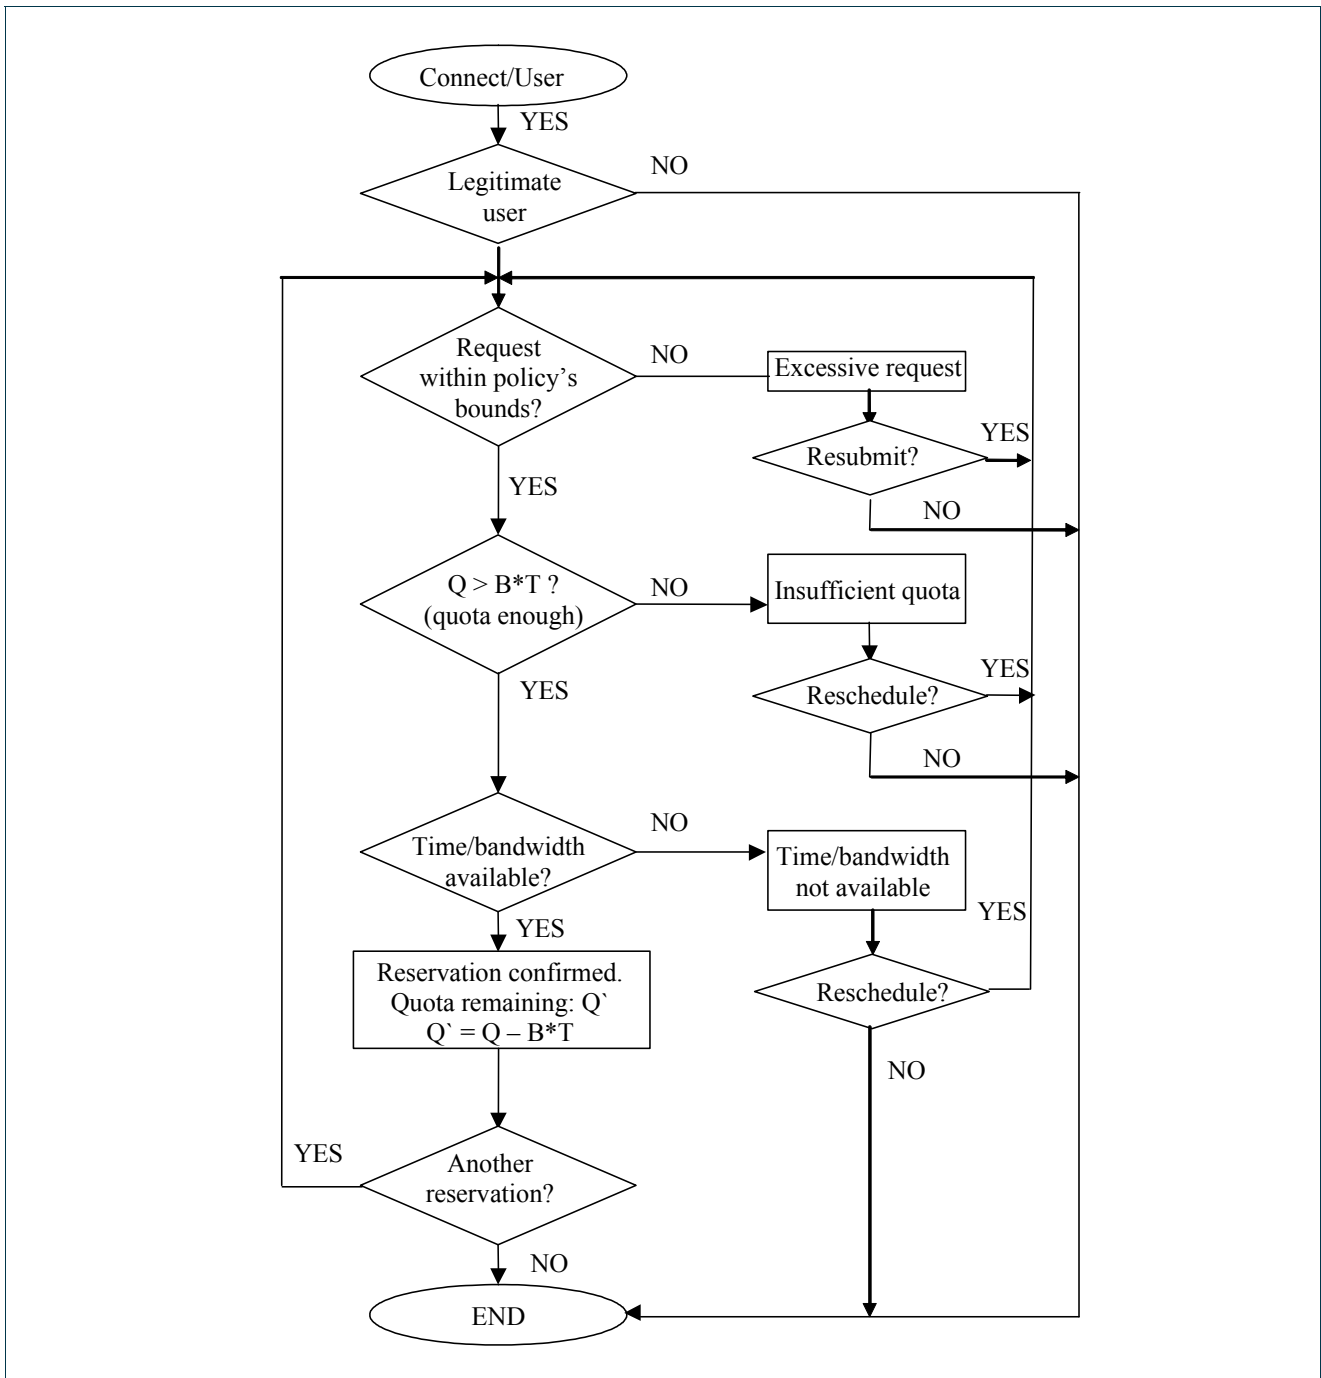 Connect/User
YES
NO
Legitimate
user
Request
within policy’s
bounds?
NO
Excessive request
YES
Resubmit?
YES
NO
Q > B*T ?
(quota enough)
NO
Insufficient quota
YES
Reschedule?
YES
NO
Time/bandwidth
available?
NO
Time/bandwidth
not available
YES
YES
Reservation confirmed.
Quota remaining: Q`
Q` = Q – B*T
Reschedule?
NO
YES
Another
reservation?
NO
END